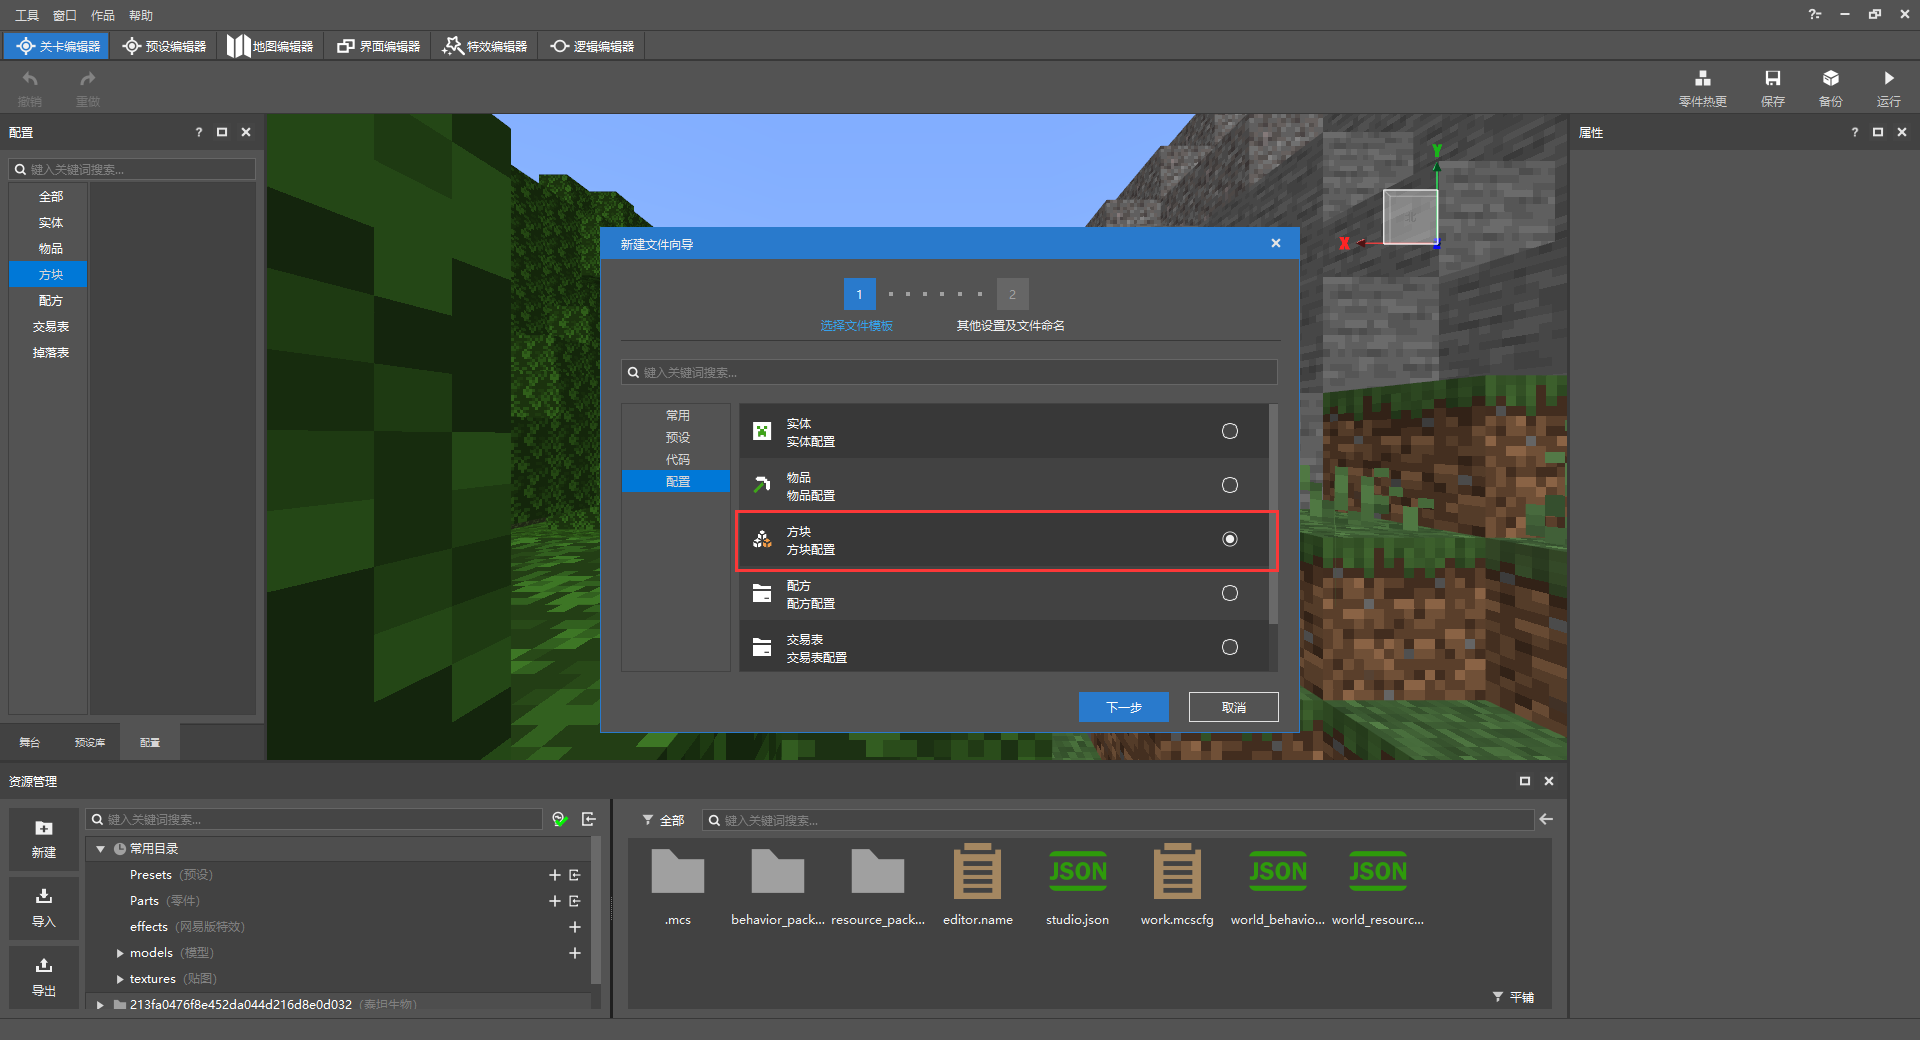 工具 窗口 作品 帮助
关卡编辑器 预设编辑器 地图编辑器 界面编辑器 特效编辑器 逻辑编辑器
撤销 重做 零件热更 保存 备份 运行
配置
属性
键入关键词搜索...
全部
实体
物品
方块
配方
交易表
掉落表
Y
X
新建文件向导
1 2
选择文件模板 其他设置及文件命名
键入关键词搜索...
常用
预设
代码
配置
实体
实体配置
物品
物品配置
方块
方块配置
配方
配方配置
交易表
交易表配置
下一步 取消
舞台 预设库 配置
资源管理
新建
导入
导出
键入关键词搜索...
常用目录
Presets (预设)
Parts (零件)
effects (网易版特效)
models (模型)
textures (贴图)
213fa0476f8e452da044d216d8e0d032 (泰坦生物)
全部 键入关键词搜索...
JSON JSON JSON
.mcs behavior_pack... resource_pack... editor.name studio.json work.mcscfg world_behavio... world_resourc...
平铺